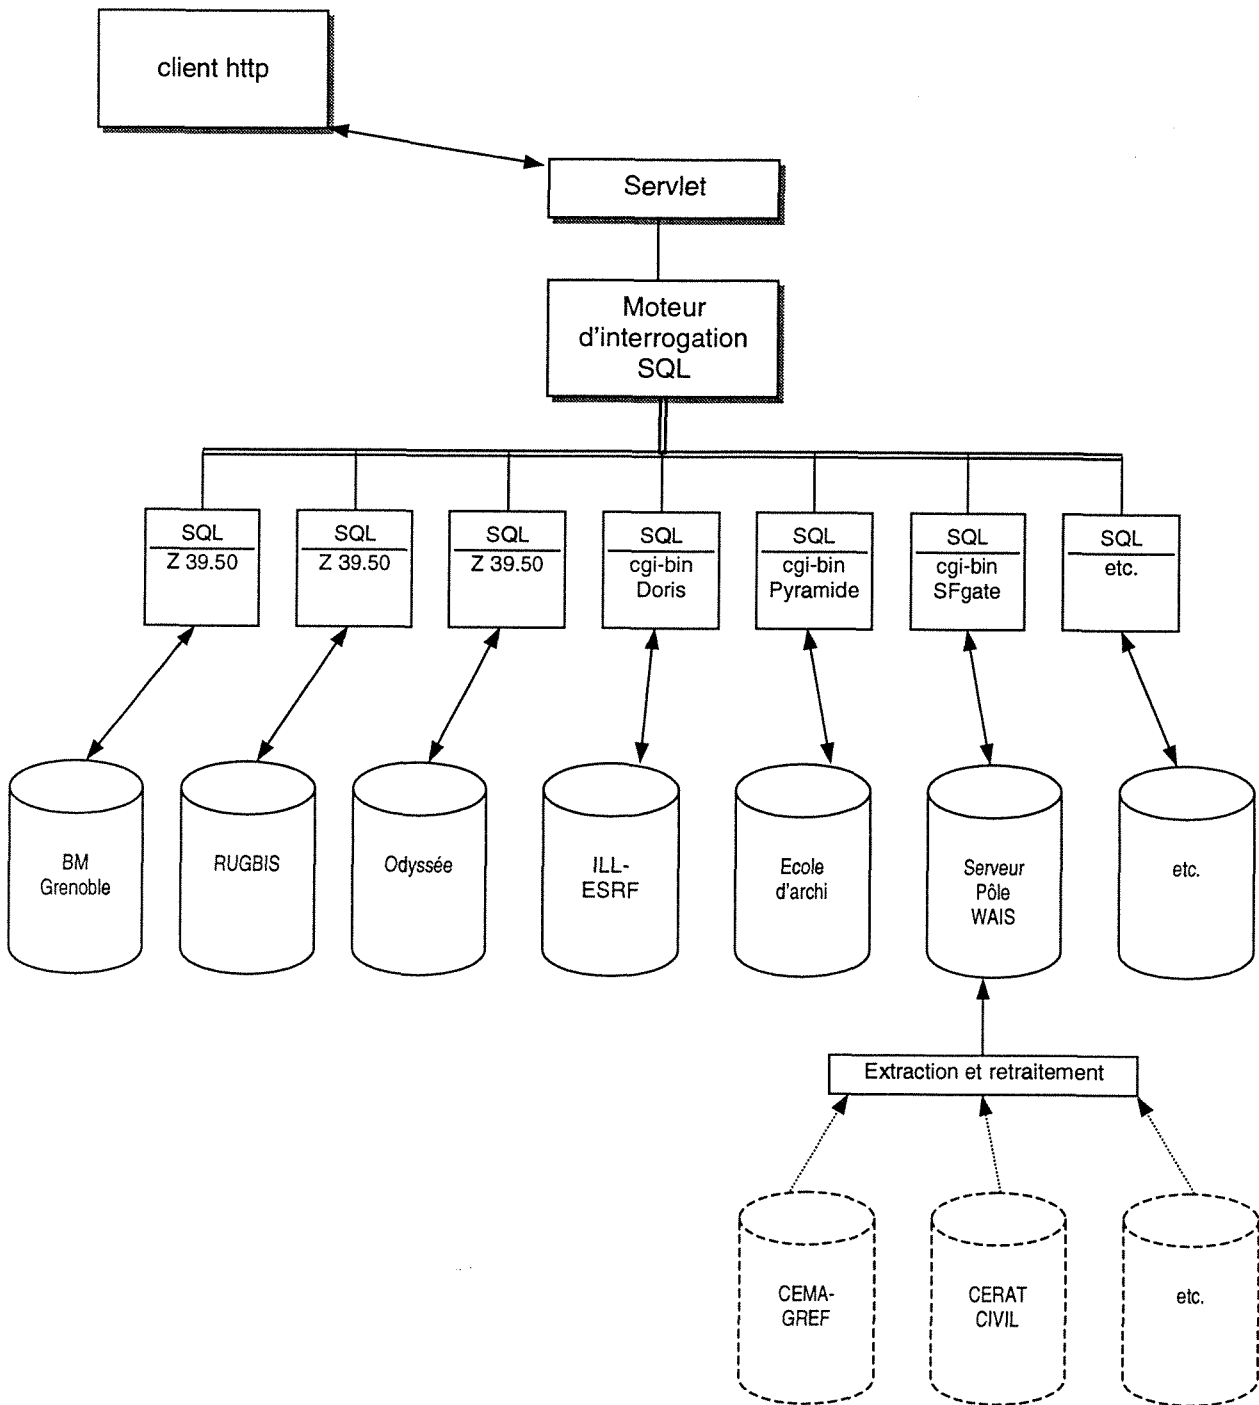 client http
Servlet
Moteur
d'interrogation
SQL
SQL
Z 39.50
SQL
Z 39.50
SQL
Z 39.50
SQL
cgi-bin
Doris
SQL
cgi-bin
Pyramide
SQL
cgi-bin
SFgate
SQL
etc.
BM
Grenoble
RUGBIS
Odyssée
ILL-
ESRF
Ecole
d'archi
Serveur
Pôle
WAIS
etc.
Extraction et retraitement
CEMA-
GREF
CERAT
CIVIL
etc.